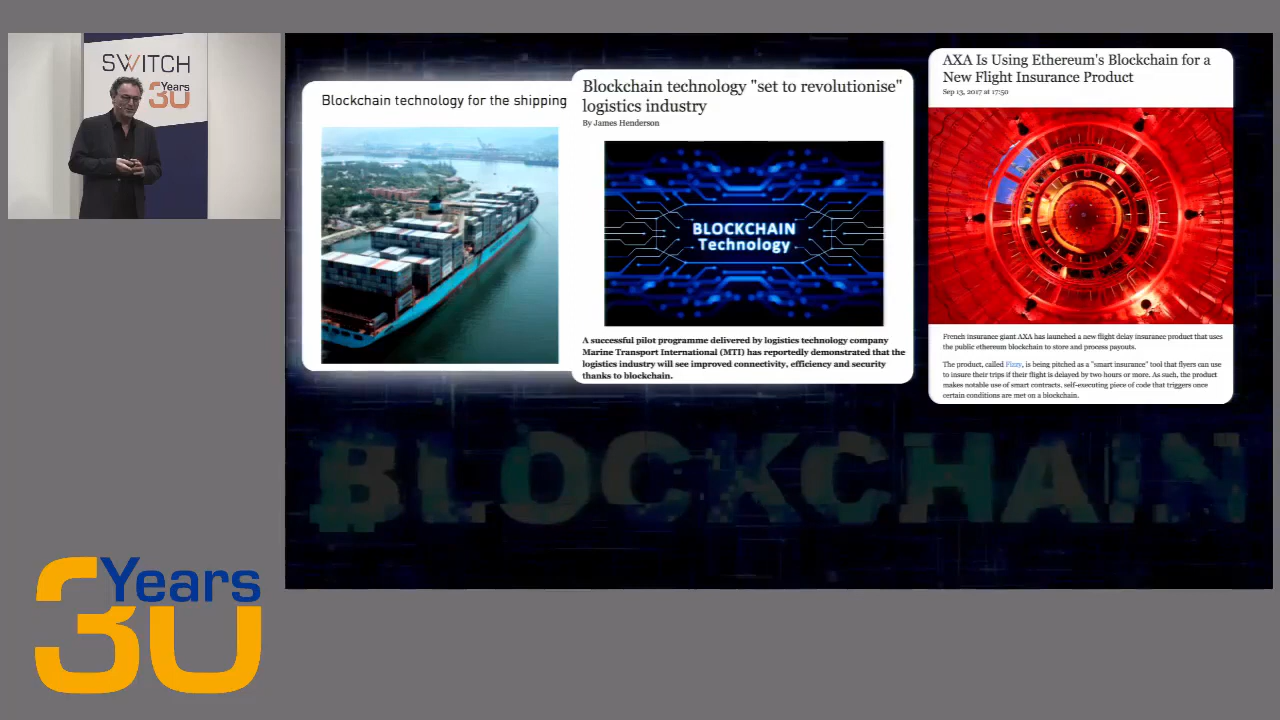 SWITCH
Years
30
Blockchain technology for the shipping
Blockchain technology "set to revolutionise"
logistics industry
By James Henderson
BLOCKCHAIN
Technology
A successful pilot programme delivered by logistics technology company
Marine Transport International (MTI) has reportedly demonstrated that the
logistics industry will see improved connectivity, efficiency and security
thanks to blockchain.
AXA Is Using Ethereum's Blockchain for a
New Flight Insurance Product
Sep 13, 2017 at 17:50
French insurance giant AXA has launched a new flight delay insurance product that uses
the public ethereum blockchain to store and process payouts.
The product, called Fizzy, is being pitched as a "smart insurance" tool that flyers can use
to insure their trips if their flight is delayed by two hours or more. As such, the product
makes notable use of smart contracts, self-executing piece of code that triggers once
certain conditions are met on a blockchain.
BLOCKCHAIN
Years
30